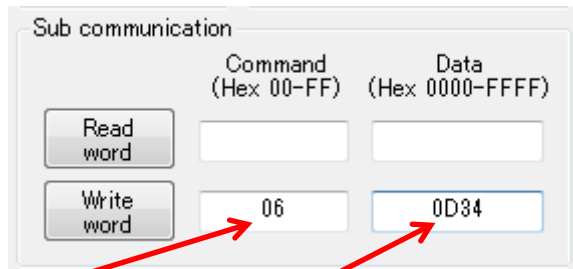 Sub communication
Command Data
(Hex 00-FF) (Hex 0000-FFFF)
Read
word
Write
word
06 0D34